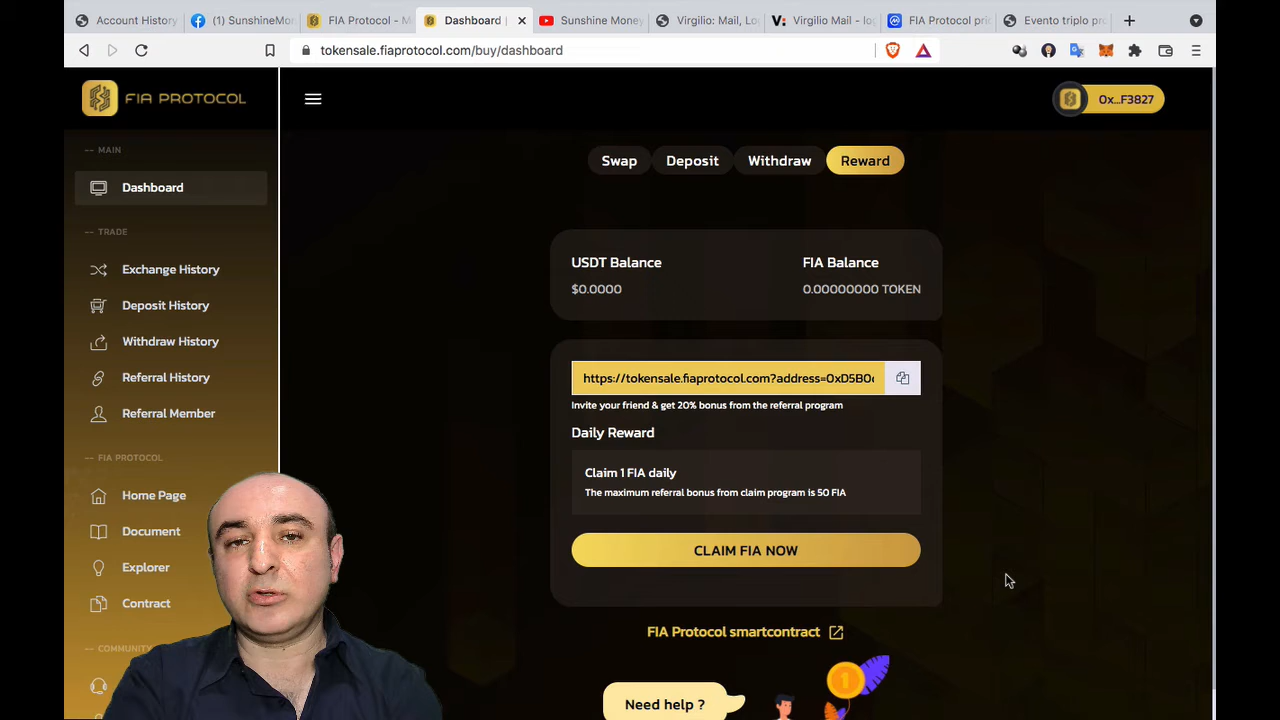 Account History
(1) SunshineMon
FIA Protocol - M
Dashboard
Sunshine Money
Virgilio: Mail, Lo
Virgilio Mail - lo
FIA Protocol pri
Evento triplo pro
tokensale.fiaprotocol.com/buy/dashboard
FIA PROTOCOL
0x...F3827
-- MAIN
Dashboard
-- TRADE
Exchange History
Deposit History
Withdraw History
Referral History
Referral Member
-- FIA PROTOCOL
Home Page
Document
Explorer
Contract
-- COMMUNITY
Swap Deposit Withdraw Reward
USDT Balance FIA Balance
$0.0000 0.00000000 TOKEN
https://tokensale.fiaprotocol.com?address=0xD5B0
Invite your friend & get 20% bonus from the referral program
Daily Reward
Claim 1 FIA daily
The maximum referral bonus from claim program is 50 FIA
CLAIM FIA NOW
FIA Protocol smartcontract
1
Need help ?